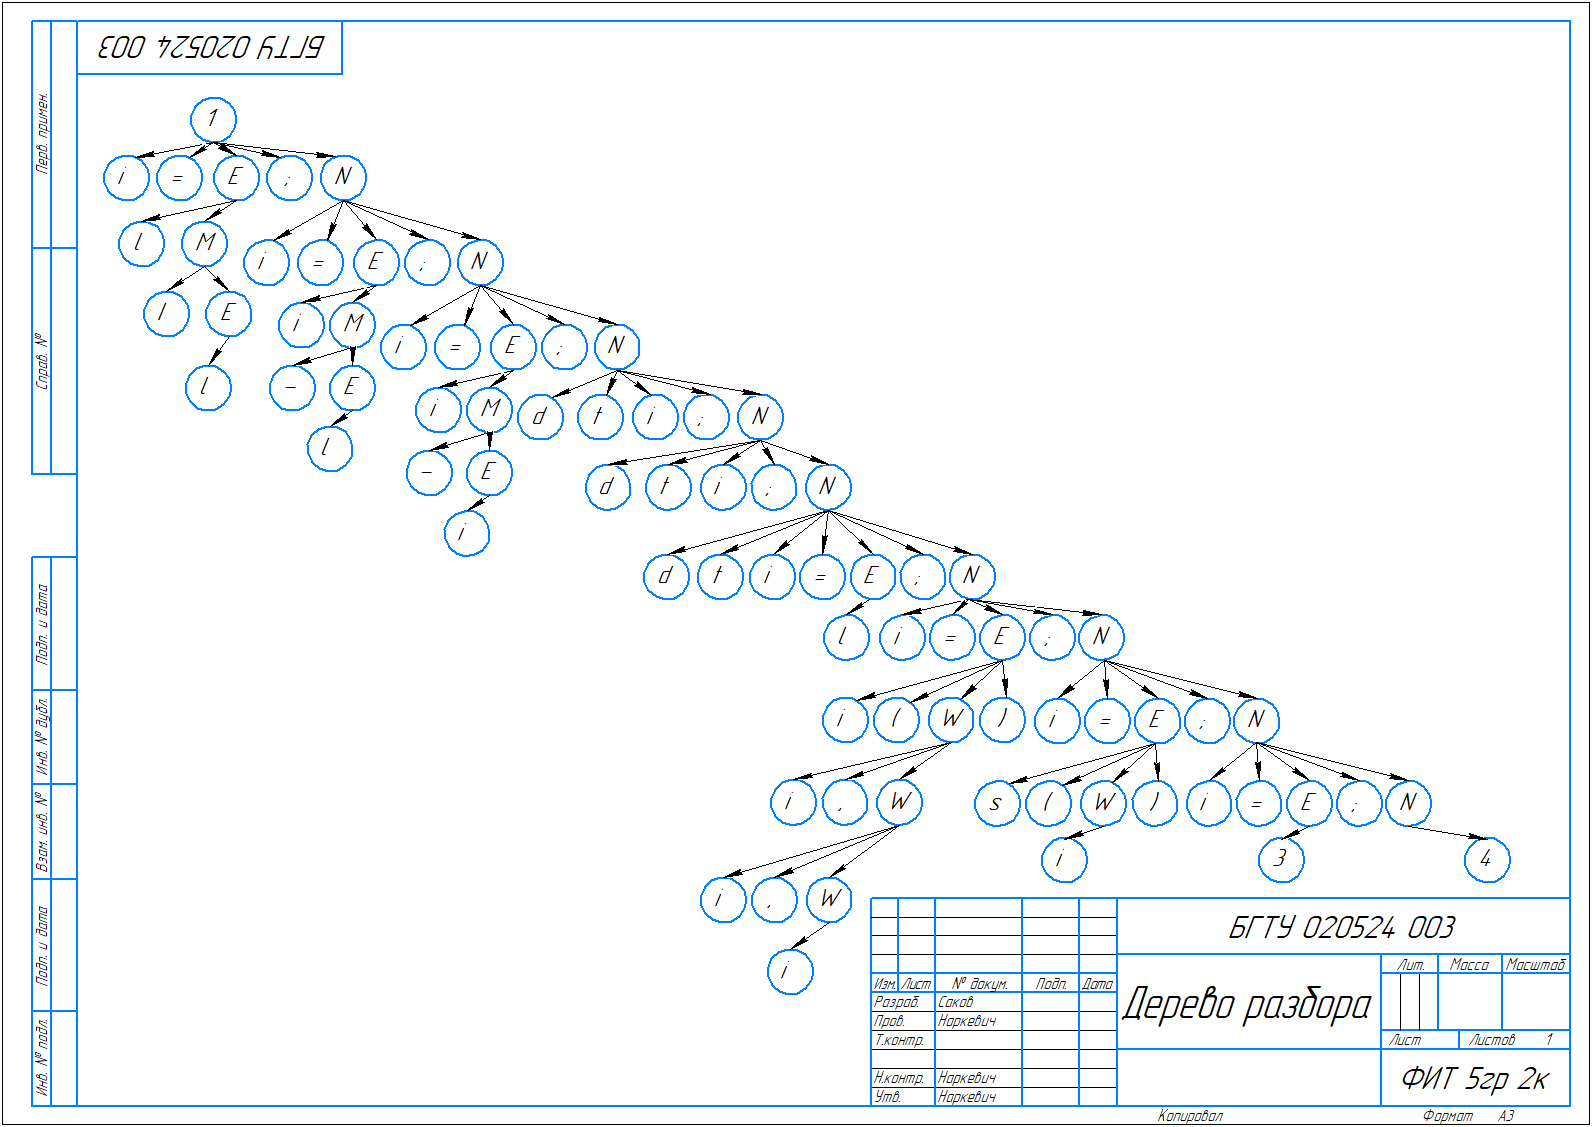 БГТУ 020524 003
1
i = E ; N
l M i = E ; N
l E i M i = E ; N
l - E i M d t i ; N
l - E d t i ; N
i
d t i = E ; N
l i = E ; N
i ( W ) i = E ; N
i , W s ( W ) i = E ; N
i 3 4
i , W
i
Перв. примен.
Справ. №
Подп. и дата
Инв. № дубл.
Взам. инв. №
Подп. и дата
Инв. № подл.
БГТУ 020524 003
Лит. Масса Масштаб
Изм. Лист № докум. Подп. Дата
Разраб. Саков
Пров. Наркевич
Т.контр.
Н.контр. Наркевич
Утв. Наркевич
Дерево разбора
Лист Листов 1
ФИТ 5гр 2к
Копировал Формат А3